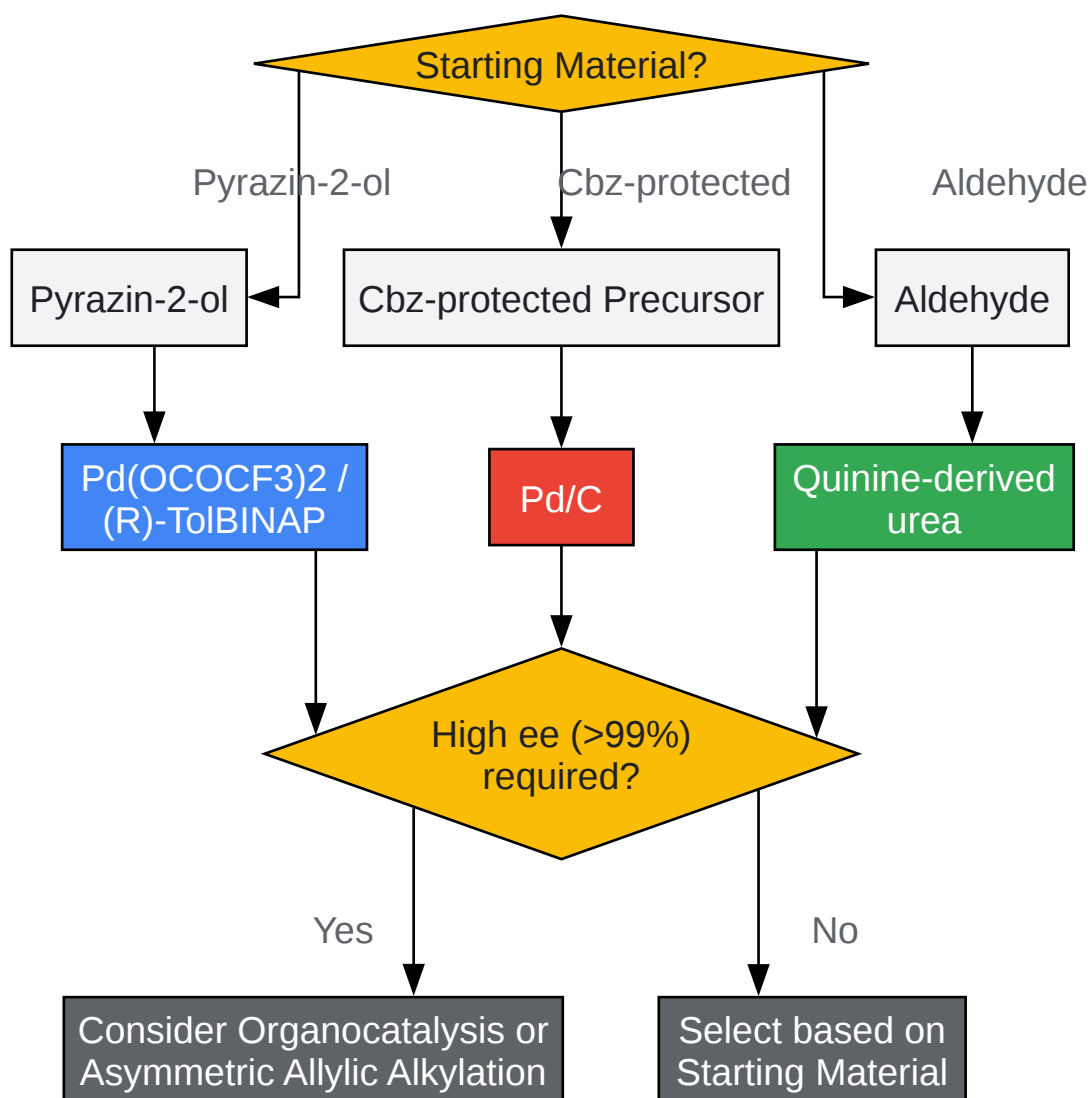 Starting Material?
Pyrazin-2-ol
Cbz-protected
Aldehyde
Pyrazin-2-ol
Cbz-protected Precursor
Aldehyde
Pd(OCOCF3)2 /
(R)-TolBINAP
Pd/C
Quinine-derived
urea
High ee (>99%)
required?
Yes
No
Consider Organocatalysis or
Asymmetric Allylic Alkylation
Select based on
Starting Material